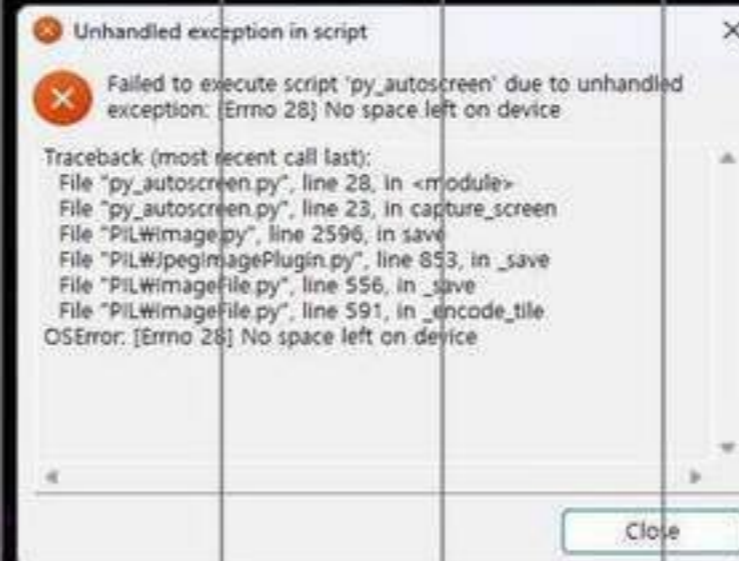 Unhandled exception in script
Failed to execute script 'py_autoscreen' due to unhandled
exception: [Errno 28] No space left on device
Traceback (most recent call last):
File "py_autoscreen.py", line 28, in <module>
File "py_autoscreen.py", line 23, in capture_screen
File "PIL₩Image.py", line 2596, in save
File "PIL₩JpegImagePlugin.py", line 853, in _save
File "PIL₩ImageFile.py", line 556, in _save
File "PIL₩ImageFile.py", line 591, in _encode_tile
OSError: [Errno 28] No space left on device
Close